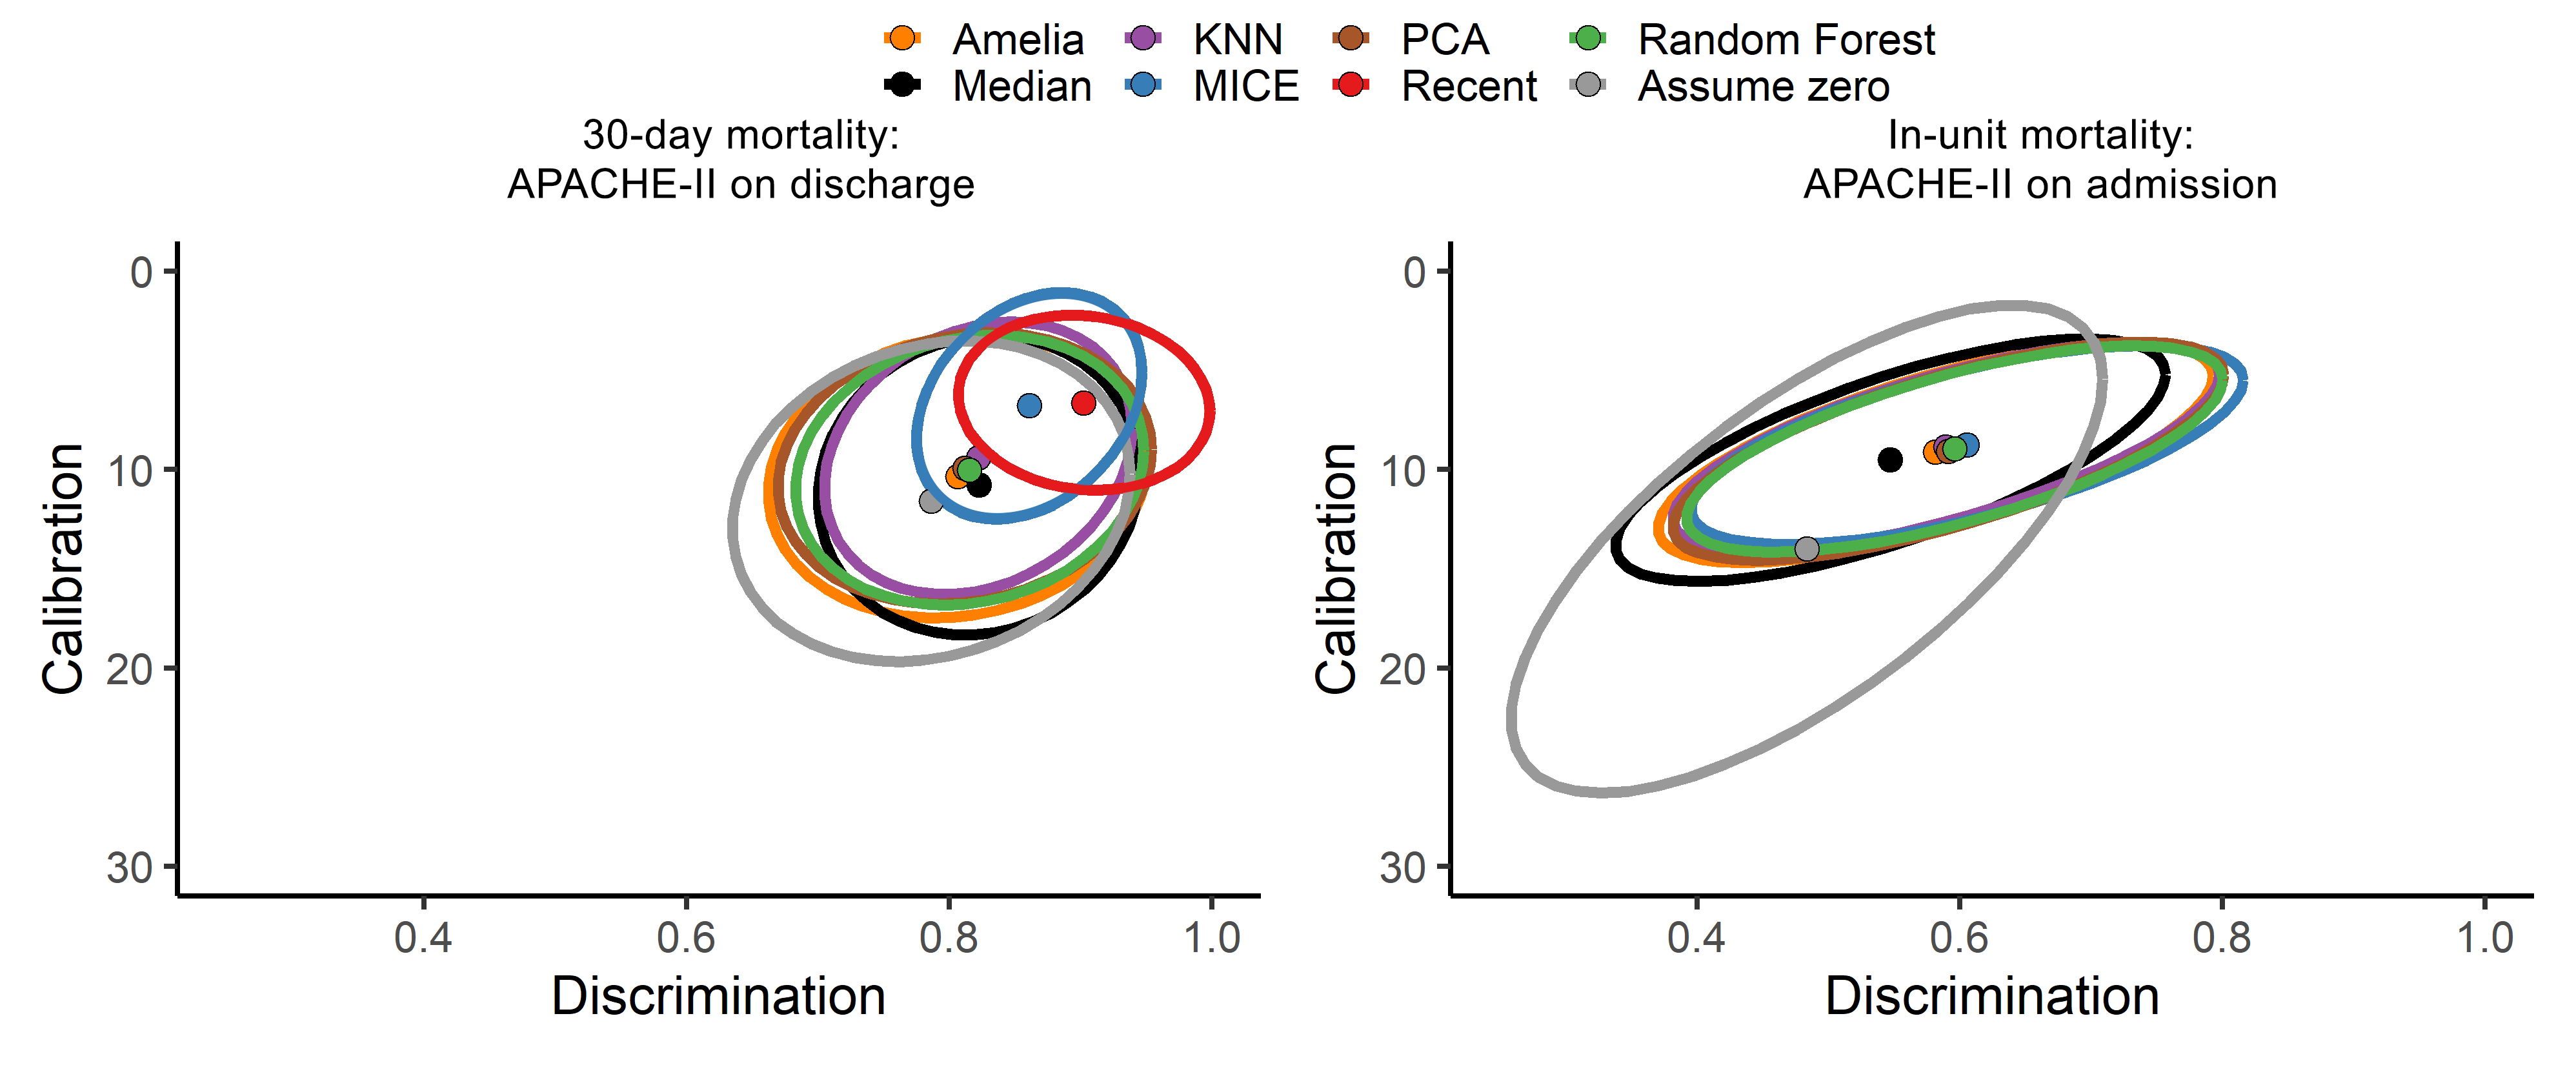 Amelia KNN PCA Random Forest
Median MICE Recent Assume zero
30-day mortality:
APACHE-II on discharge
In-unit mortality:
APACHE-II on admission
Calibration
0
10
20
30
0.4 0.6 0.8 1.0
Discrimination
Calibration
0
10
20
30
0.4 0.6 0.8 1.0
Discrimination